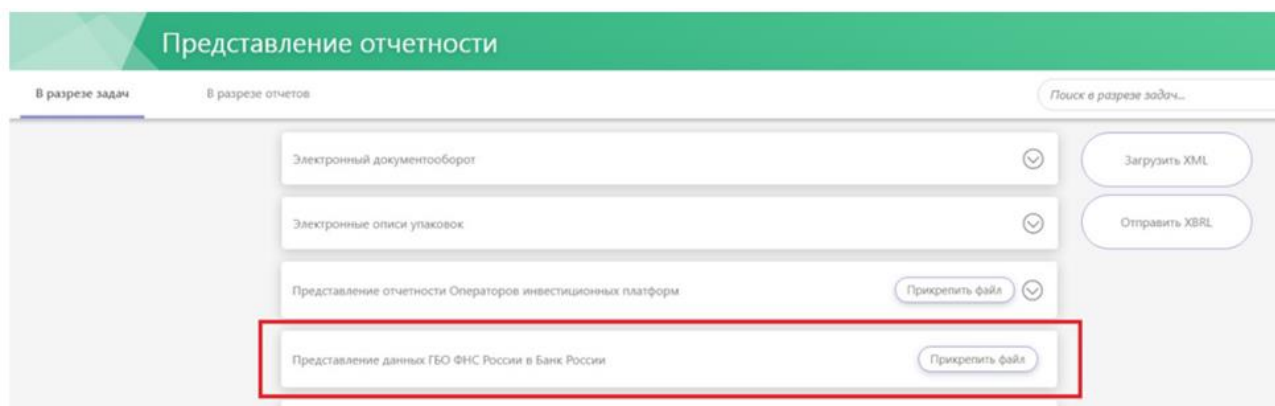 Представление отчетности
В разрезе задач
В разрезе отчетов
Поиск в разрезе задач...
Электронный документооборот
Загрузить XML
Электронные описи упаковок
Отправить XBRL
Представление отчетности Операторов инвестиционных платформ
Прикрепить файл
Представление данных ГБО ФНС России в Банк России
Прикрепить файл